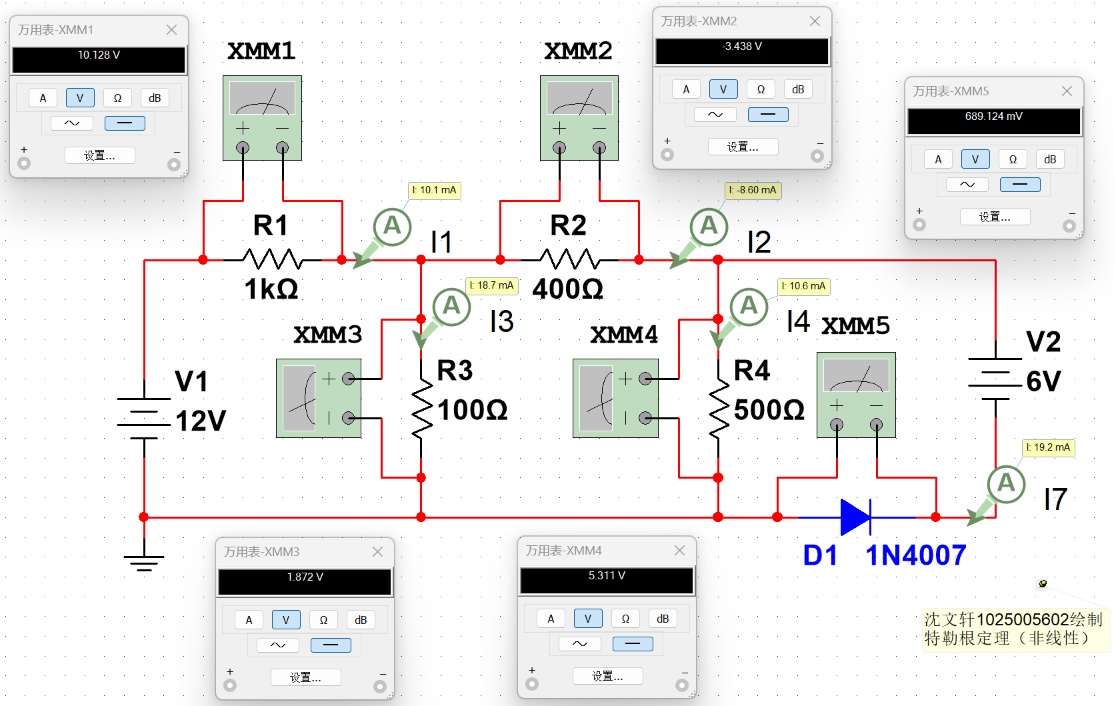 万用表-XMM1
10.128 V
A V Ω dB
设置...
+ −
XMM1
+ −
XMM2
+ −
万用表-XMM2
-3.438 V
A V Ω dB
设置...
+ −
万用表-XMM5
689.124 mV
A V Ω dB
设置...
+ −
I: 10.1 mA
A
I1
R1
1kΩ
I: -8.60 mA
A
I2
R2
400Ω
I: 18.7 mA
A
I3
XMM3
+ −
R3
100Ω
I: 10.6 mA
A
I4
XMM4
+ −
R4
500Ω
XMM5
+ −
V1
12V
V2
6V
I: 19.2 mA
A
I7
D1 1N4007
万用表-XMM3
1.872 V
A V Ω dB
设置...
+ −
万用表-XMM4
5.311 V
A V Ω dB
设置...
+ −
沈文轩1025005602绘制
特勒根定理（非线性）